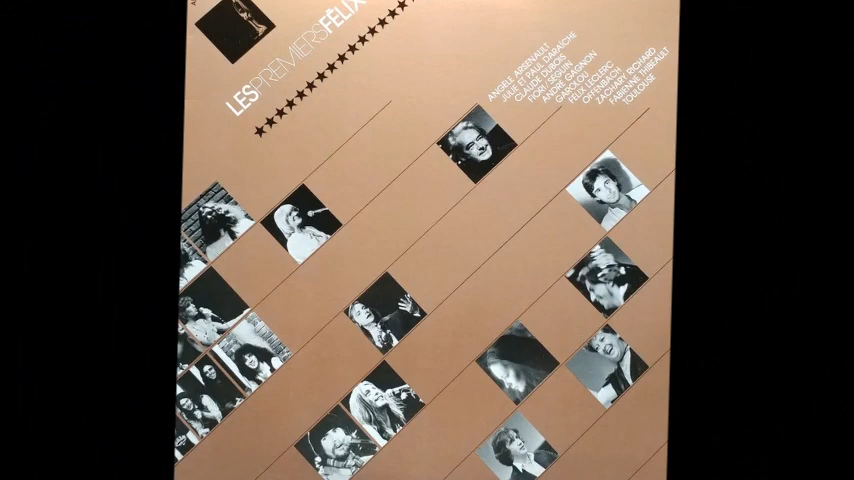 LES PREMIERS FÉLIX
ANGÈLE ARSENAULT
JULIE ET PAUL DARAÎCHE
CLAUDE DUBOIS
FIORI/SEGUIN
ANDRÉ GAGNON
GAROLOU
FÉLIX LECLERC
OFFENBACH
ZACHARY RICHARD
FABIENNE THIBEAULT
TOULOUSE